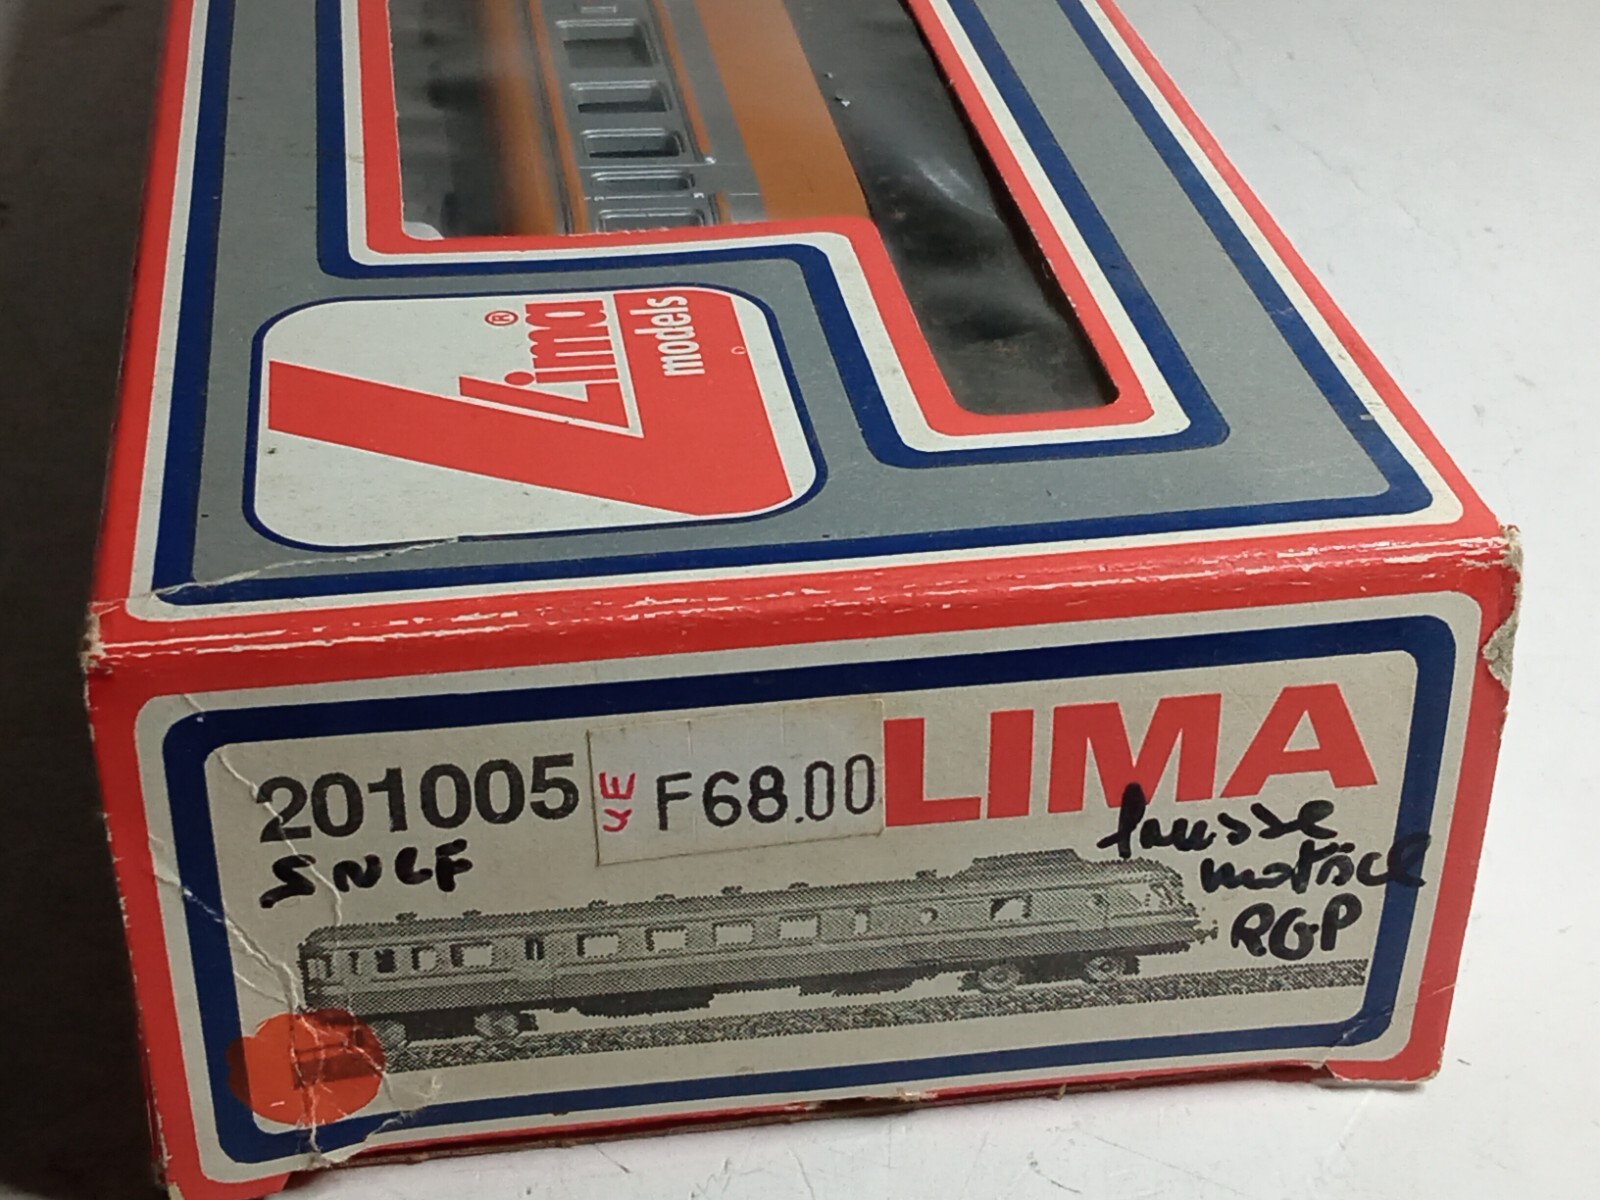 Lima®
models
201005
F68.00
LIMA
SNCF
fausse
motrice
RGP